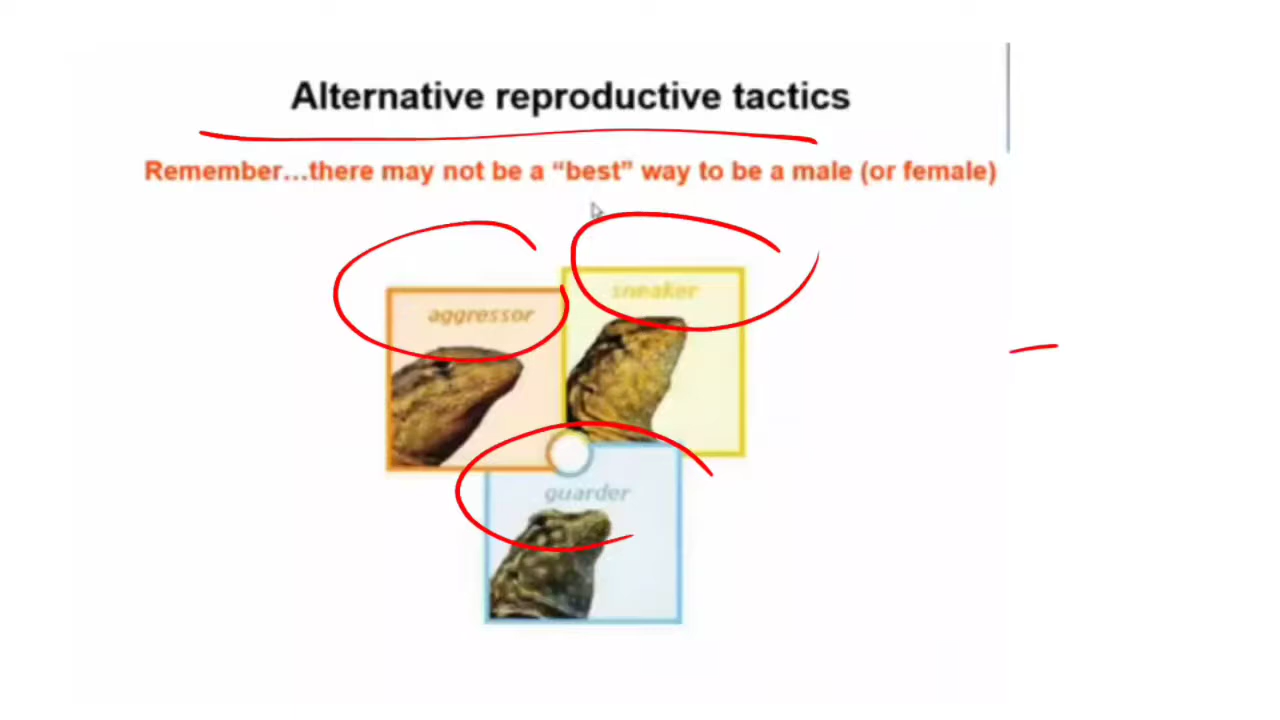 Alternative reproductive tactics
Remember...there may not be a “best” way to be a male (or female)
sneaker
aggressor
guarder